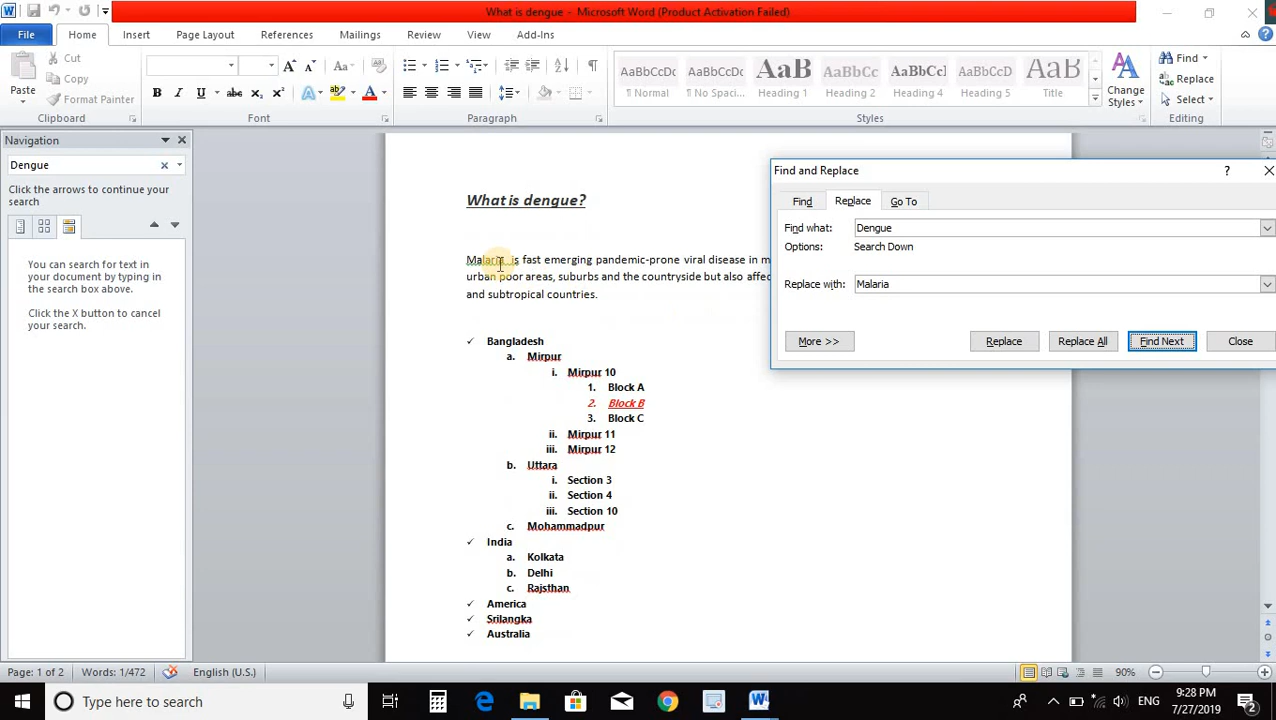 What is dengue - Microsoft Word (Product Activation Failed)
File Home Insert Page Layout References Mailings Review View Add-Ins
Paste
Cut
Copy
Format Painter
Clipboard
Font
Paragraph
AaBbCcDc
¶ Normal
AaBbCcDc
¶ No Spaci...
AaB
Heading 1
AaBbCcDc
Heading 2
AaBbCcI
Heading 4
AaBbCcD
Heading 5
AaB
Title
Change
Styles
Styles
Find
Replace
Select
Editing
Navigation
Dengue
Click the arrows to continue your
search
You can search for text in
your document by typing in
the search box above.
Click the X button to cancel
your search.
What is dengue?
Malaria is fast emerging pandemic-prone viral disease in m
urban poor areas, suburbs and the countryside but also affec
and subtropical countries.
✓ Bangladesh
a. Mirpur
i. Mirpur 10
1. Block A
2. Block B
3. Block C
ii. Mirpur 11
iii. Mirpur 12
b. Uttara
i. Section 3
ii. Section 4
iii. Section 10
c. Mohammadpur
✓ India
a. Kolkata
b. Delhi
c. Rajsthan
✓ America
✓ Srilangka
✓ Australia
Find and Replace
Find Replace Go To
Find what: Dengue
Options: Search Down
Replace with: Malaria
More >> Replace Replace All Find Next Close
Page: 1 of 2 Words: 1/472 English (U.S.) 90%
Type here to search
ENG
9:28 PM
7/27/2019
2